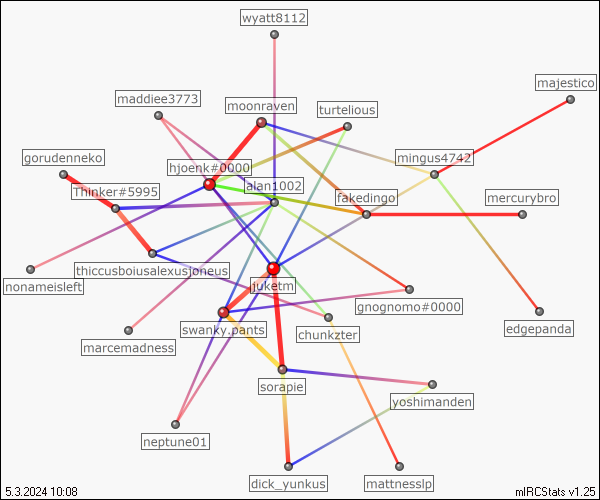 wyatt8112
majestico
maddiee3773
moonraven
turtelious
gorudenneko
mingus4742
hjoenk#0000
Thinker#5995
alan1002
fakedingo
mercurybro
thiccusboiusalexusjoneus
nonameisleft
juketm
gnognomo#0000
swanky.pants
chunkzter
edgepanda
marcemadness
sorapie
yoshimanden
neptune01
dick_yunkus
mattnesslp
5.3.2024 10:08
mIRCStats v1.25